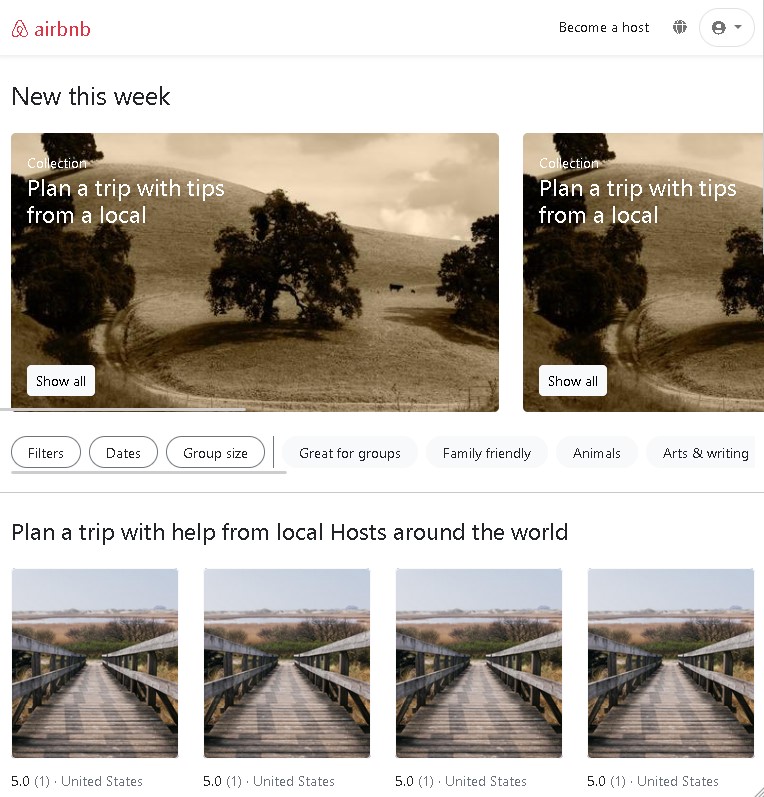 airbnb
Become a host
New this week
Collection
Plan a trip with tips
from a local
Show all
Collection
Plan a trip with tips
from a local
Show all
Filters
Dates
Group size
Great for groups
Family friendly
Animals
Arts & writing
Plan a trip with help from local Hosts around the world
5.0 (1) · United States
5.0 (1) · United States
5.0 (1) · United States
5.0 (1) · United States